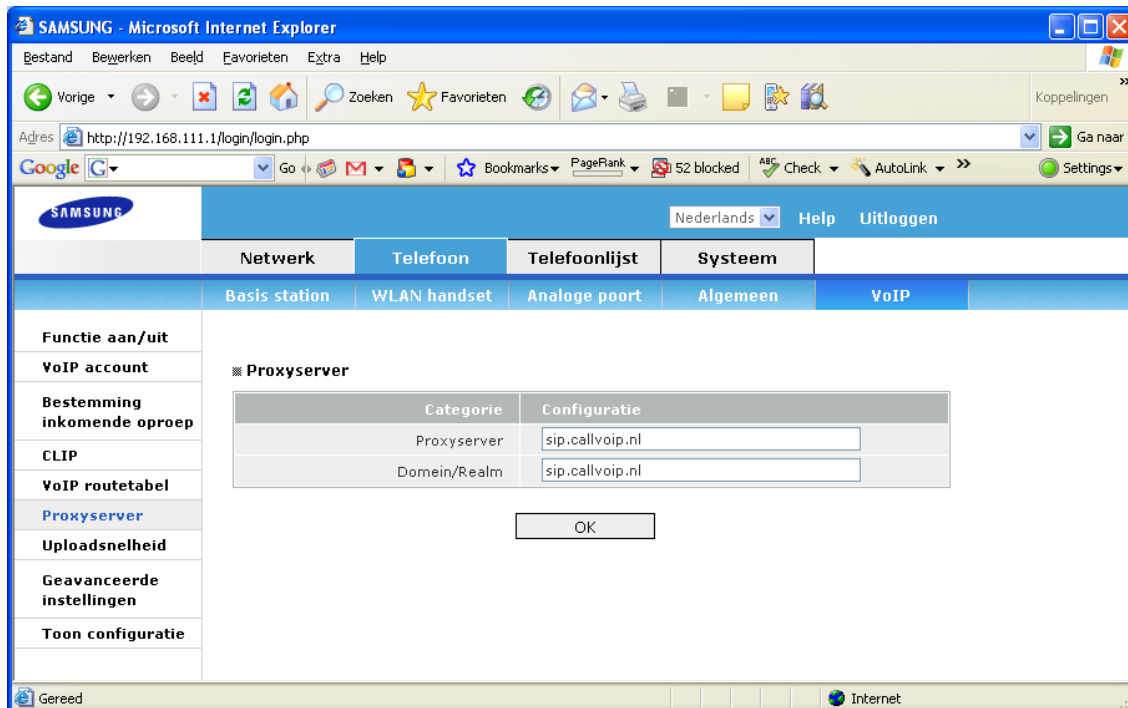 SAMSUNG - Microsoft Internet Explorer
Bestand Bewerken Beeld Favorieten Extra Help
Vorige Zoeken Favorieten Koppelingen »
Adres http://192.168.111.1/login/login.php Ga naar
Google G Go Bookmarks PageRank 52 blocked ABC Check AutoLink » Settings
SAMSUNG
Nederlands Help Uitloggen
Netwerk Telefoon Telefoonlijst Systeem
Basis station WLAN handset Analoge poort Algemeen VoIP
Functie aan/uit
VoIP account
Bestemming
inkomende oproep
CLIP
VoIP routetabel
Proxyserver
Uploadsnelheid
Geavanceerde
instellingen
Toon configuratie
Proxyserver
Categorie Configuratie
Proxyserver sip.callvoip.nl
Domein/Realm sip.callvoip.nl
OK
Gereed Internet